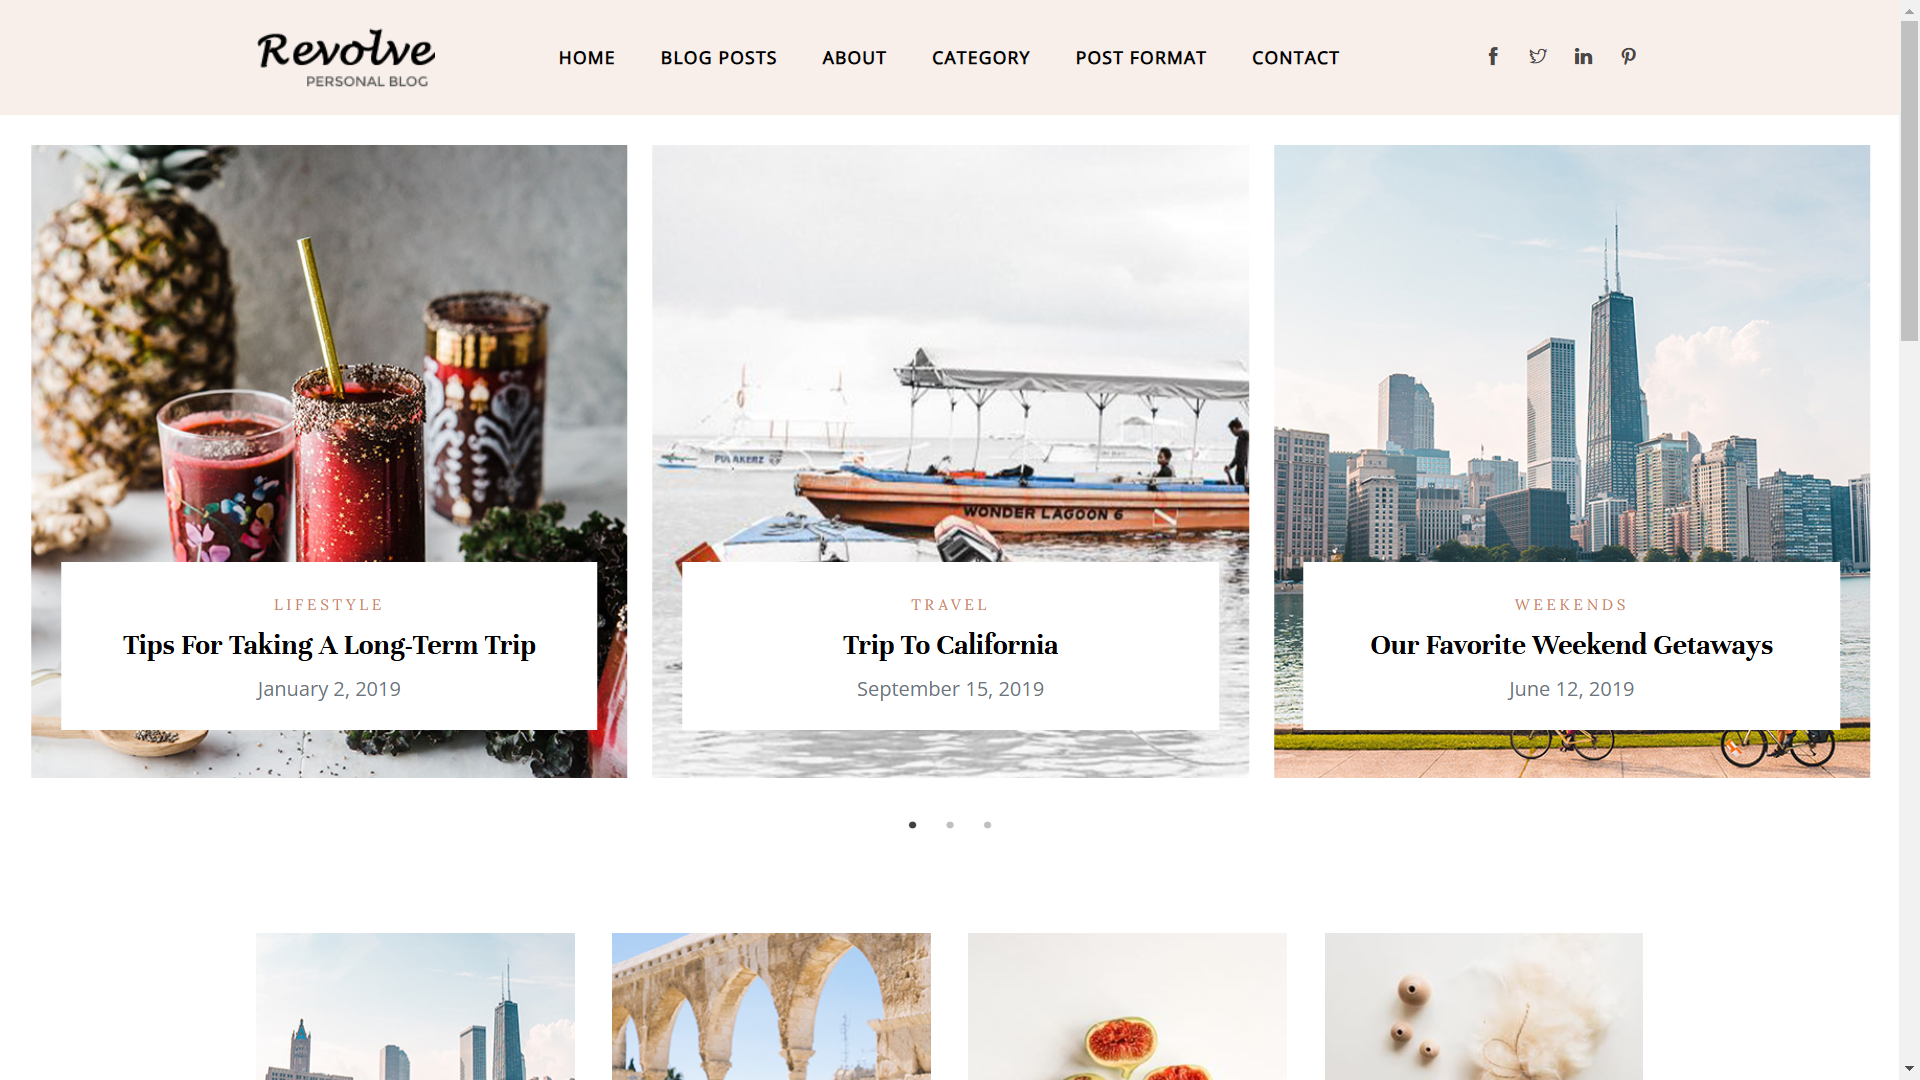 Revolve
PERSONAL BLOG
HOME
BLOG POSTS
ABOUT
CATEGORY
POST FORMAT
CONTACT
WONDER LAGOON 6
LIFESTYLE
Tips For Taking A Long-Term Trip
January 2, 2019
TRAVEL
Trip To California
September 15, 2019
WEEKENDS
Our Favorite Weekend Getaways
June 12, 2019